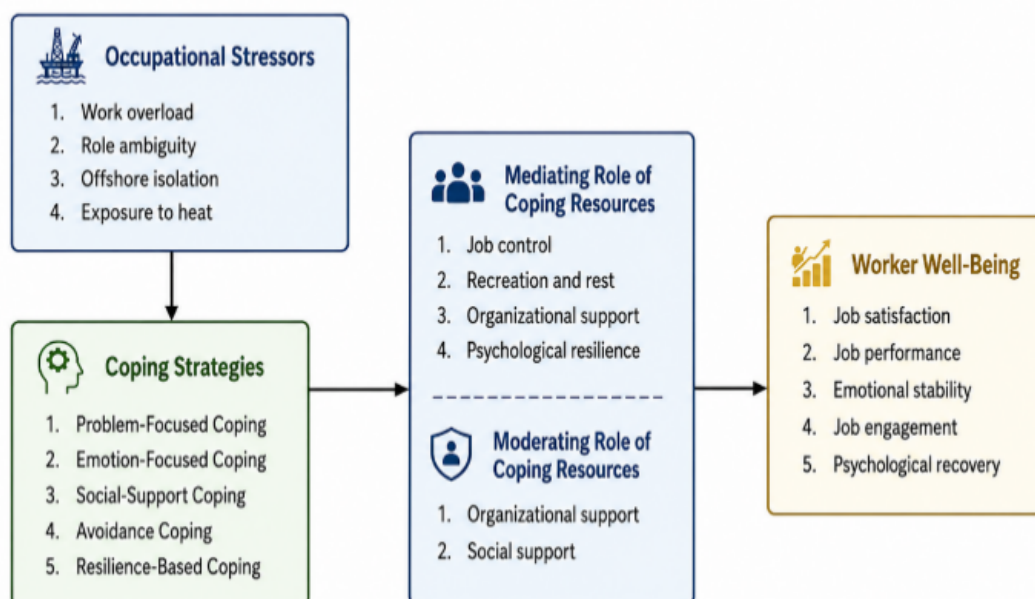 Occupational Stressors
1. Work overload
2. Role ambiguity
3. Offshore isolation
4. Exposure to heat
Coping Strategies
1. Problem-Focused Coping
2. Emotion-Focused Coping
3. Social-Support Coping
4. Avoidance Coping
5. Resilience-Based Coping
Mediating Role of
Coping Resources
1. Job control
2. Recreation and rest
3. Organizational support
4. Psychological resilience
Moderating Role of
Coping Resources
1. Organizational support
2. Social support
Worker Well-Being
1. Job satisfaction
2. Job performance
3. Emotional stability
4. Job engagement
5. Psychological recovery